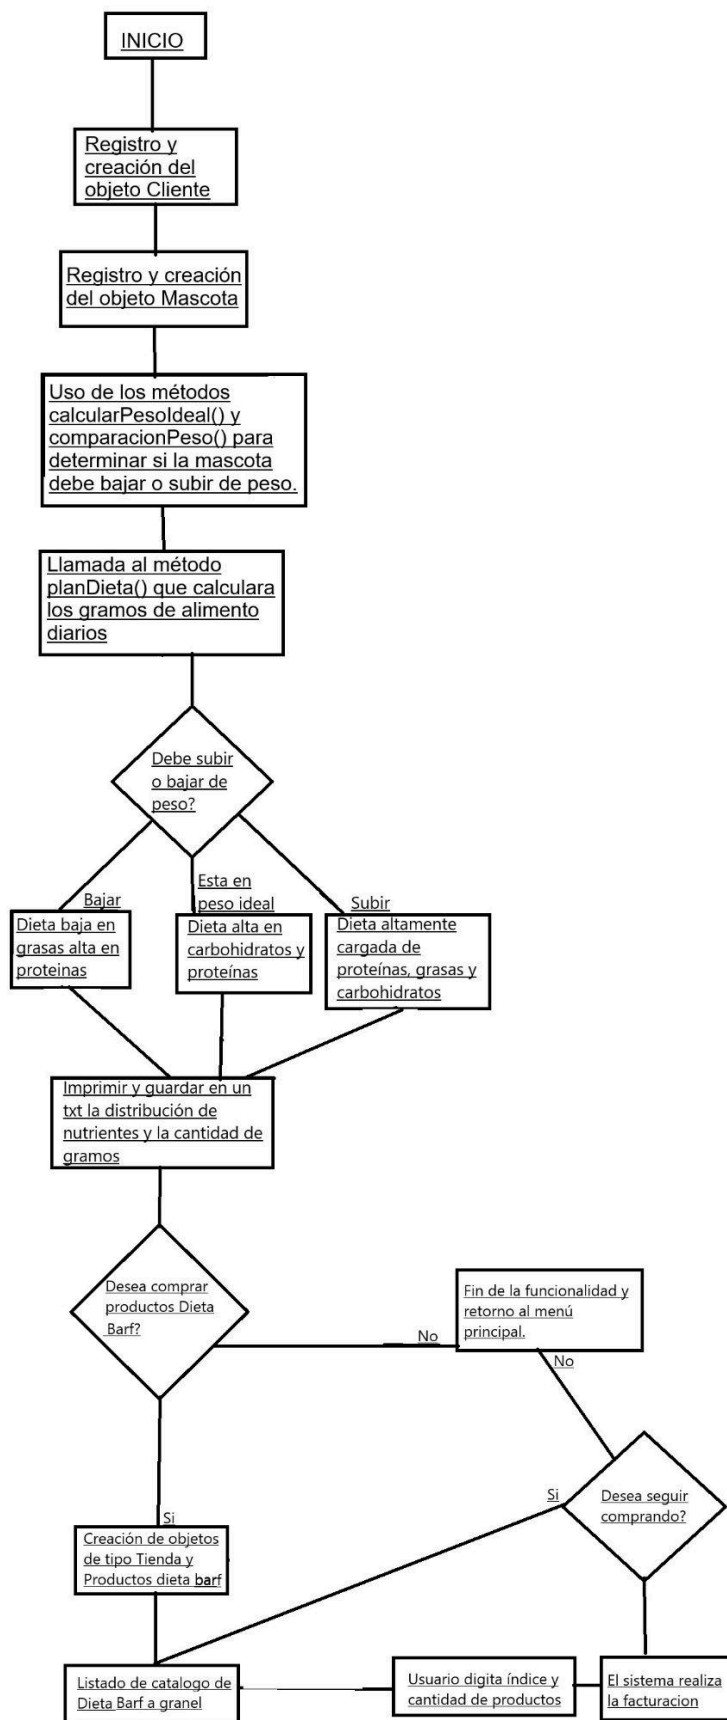 INICIO
Registro y
creación del
objeto Cliente
Registro y creación
del objeto Mascota
Uso de los métodos
calcularPesoIdeal() y
comparacionPeso() para
determinar si la mascota
debe bajar o subir de peso.
Llamada al método
planDieta() que calculara
los gramos de alimento
diarios
Debe subir
o bajar de
peso?
Bajar
Dieta baja en
grasas alta en
proteinas
Esta en
peso ideal
Dieta alta en
carbohidratos y
proteínas
Subir
Dieta altamente
cargada de
proteínas, grasas y
carbohidratos
Imprimir y guardar en un
txt la distribución de
nutrientes y la cantidad de
gramos
Desea comprar
productos Dieta
Barf?
No
Fin de la funcionalidad y
retorno al menú
principal.
No
Si
Desea seguir
comprando?
Si
Creación de objetos
de tipo Tienda y
Productos dieta barf
Listado de catalogo de
Dieta Barf a granel
Usuario digita índice y
cantidad de productos
El sistema realiza
la facturacion